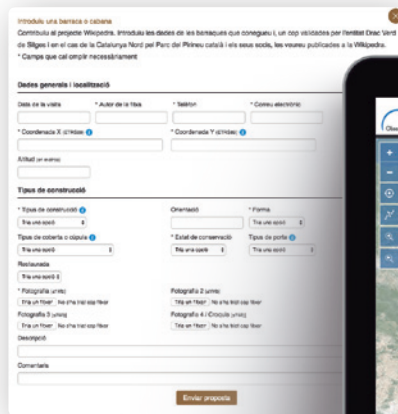 Introduïu una barraca o cabana
Contribuïu al projecte Wikipedra. Introduïu les dades de les barraques que conegueu i, un cop validades per l'entitat Drac Verd
de Sitges i en el cas de la Catalunya Nord pel Parc del Pirineu català i els seus socis, les veureu publicades a la Wikipedra.
* Camps que cal omplir necessàriament
Dades generals i localització
Data de la visita * Autor de la fitxa * Telèfon * Correu electrònic
* Coordenada X * Coordenada Y
Altitud (en metres)
Tipus de construcció
* Tipus de construcció Orientació * Forma
Tria una opció Tria una opció
Tipus de coberta o cúpula * Estat de conservació Tipus de porta
Tria una opció Tria una opció Tria una opció
Restaurada
Tria una opció
* Fotografia Fotografia 2
Tria un fitxer No s'ha triat cap fitxer Tria un fitxer No s'ha triat cap fitxer
Fotografia 3 Fotografia 4 / Croquis
Tria un fitxer No s'ha triat cap fitxer Tria un fitxer No s'ha triat cap fitxer
Descripció
Comentaris
Enviar proposta